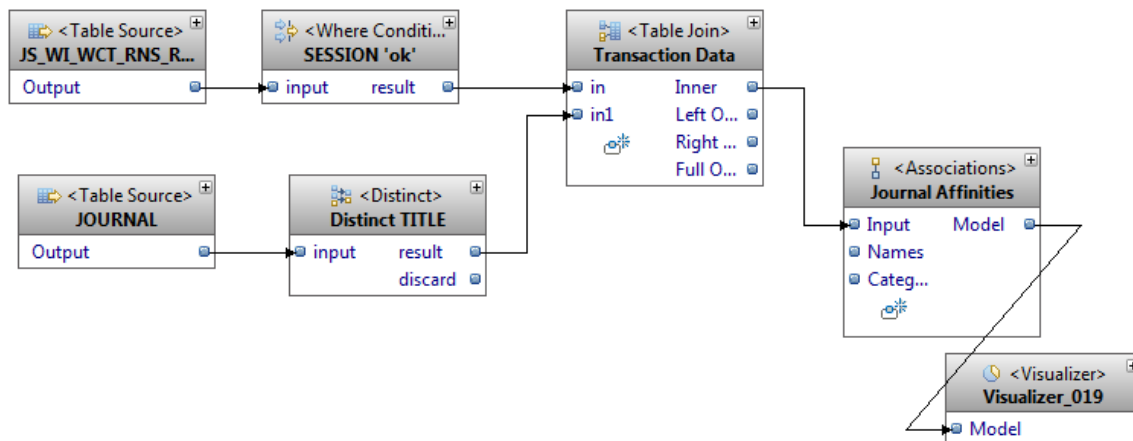 <Table Source>
JS_WI_WCT_RNS_R...
Output
<Where Conditi...
SESSION 'ok'
input result
<Table Join>
Transaction Data
in Inner
in1 Left O...
Right ...
Full O...
<Table Source>
JOURNAL
Output
<Distinct>
Distinct TITLE
input result
discard
<Associations>
Journal Affinities
Input Model
Names
Categ...
<Visualizer>
Visualizer_019
Model